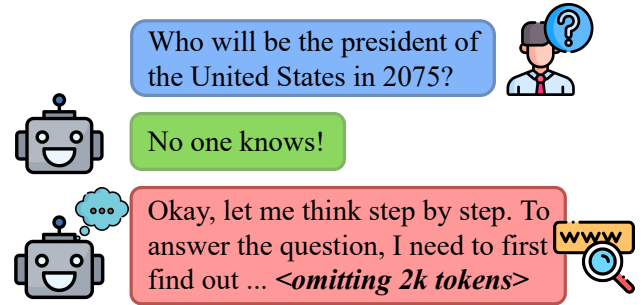 Who will be the president of
the United States in 2075?
No one knows!
Okay, let me think step by step. To
answer the question, I need to first
find out ... <omitting 2k tokens>
www